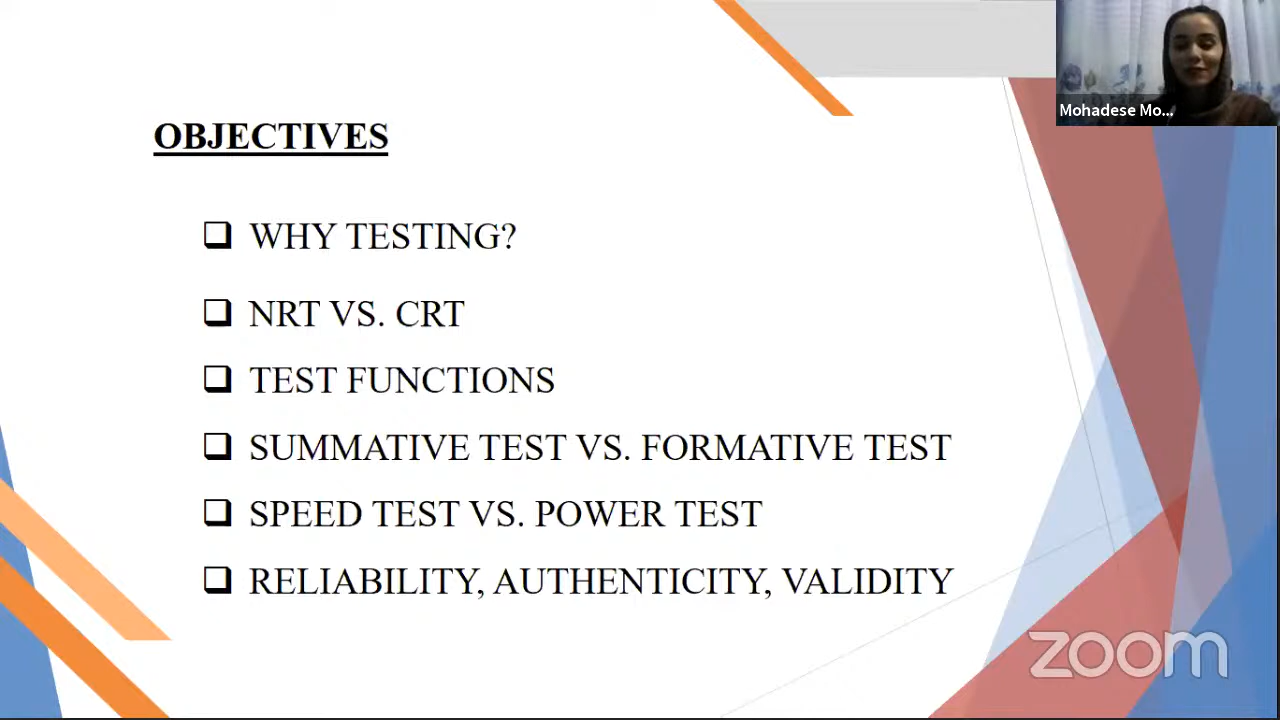 Mohadese Mo...
OBJECTIVES
WHY TESTING?
NRT VS. CRT
TEST FUNCTIONS
SUMMATIVE TEST VS. FORMATIVE TEST
SPEED TEST VS. POWER TEST
RELIABILITY, AUTHENTICITY, VALIDITY
zoom